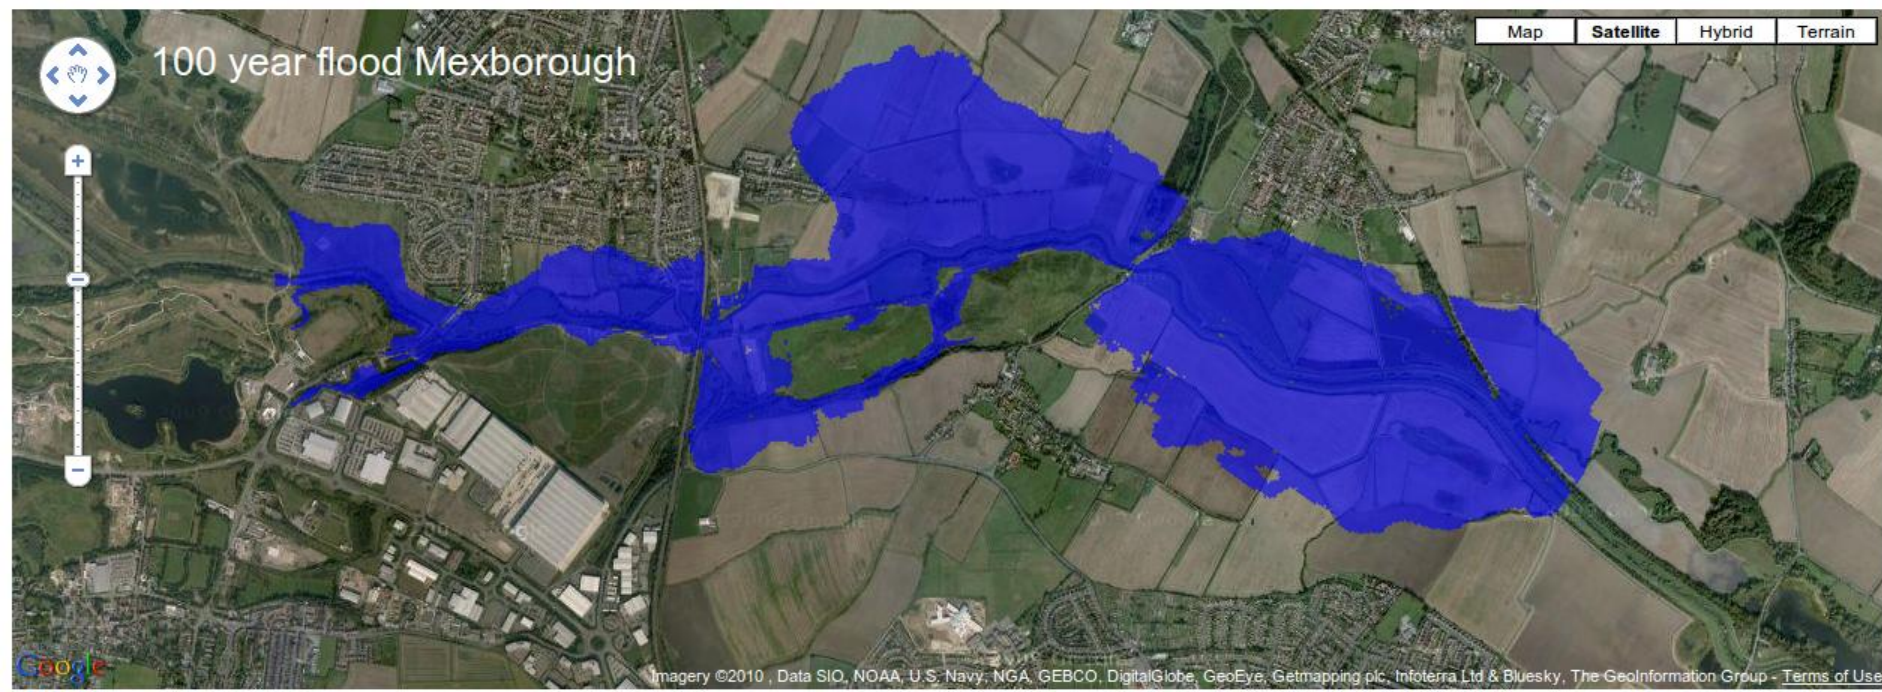 100 year flood Mexborough
Map Satellite Hybrid Terrain
Google
Imagery ©2010 , Data SIO, NOAA, U.S. Navy, NGA, GEBCO, DigitalGlobe, GeoEye, Getmapping plc, Infoterra Ltd & Bluesky, The GeoInformation Group - Terms of Use